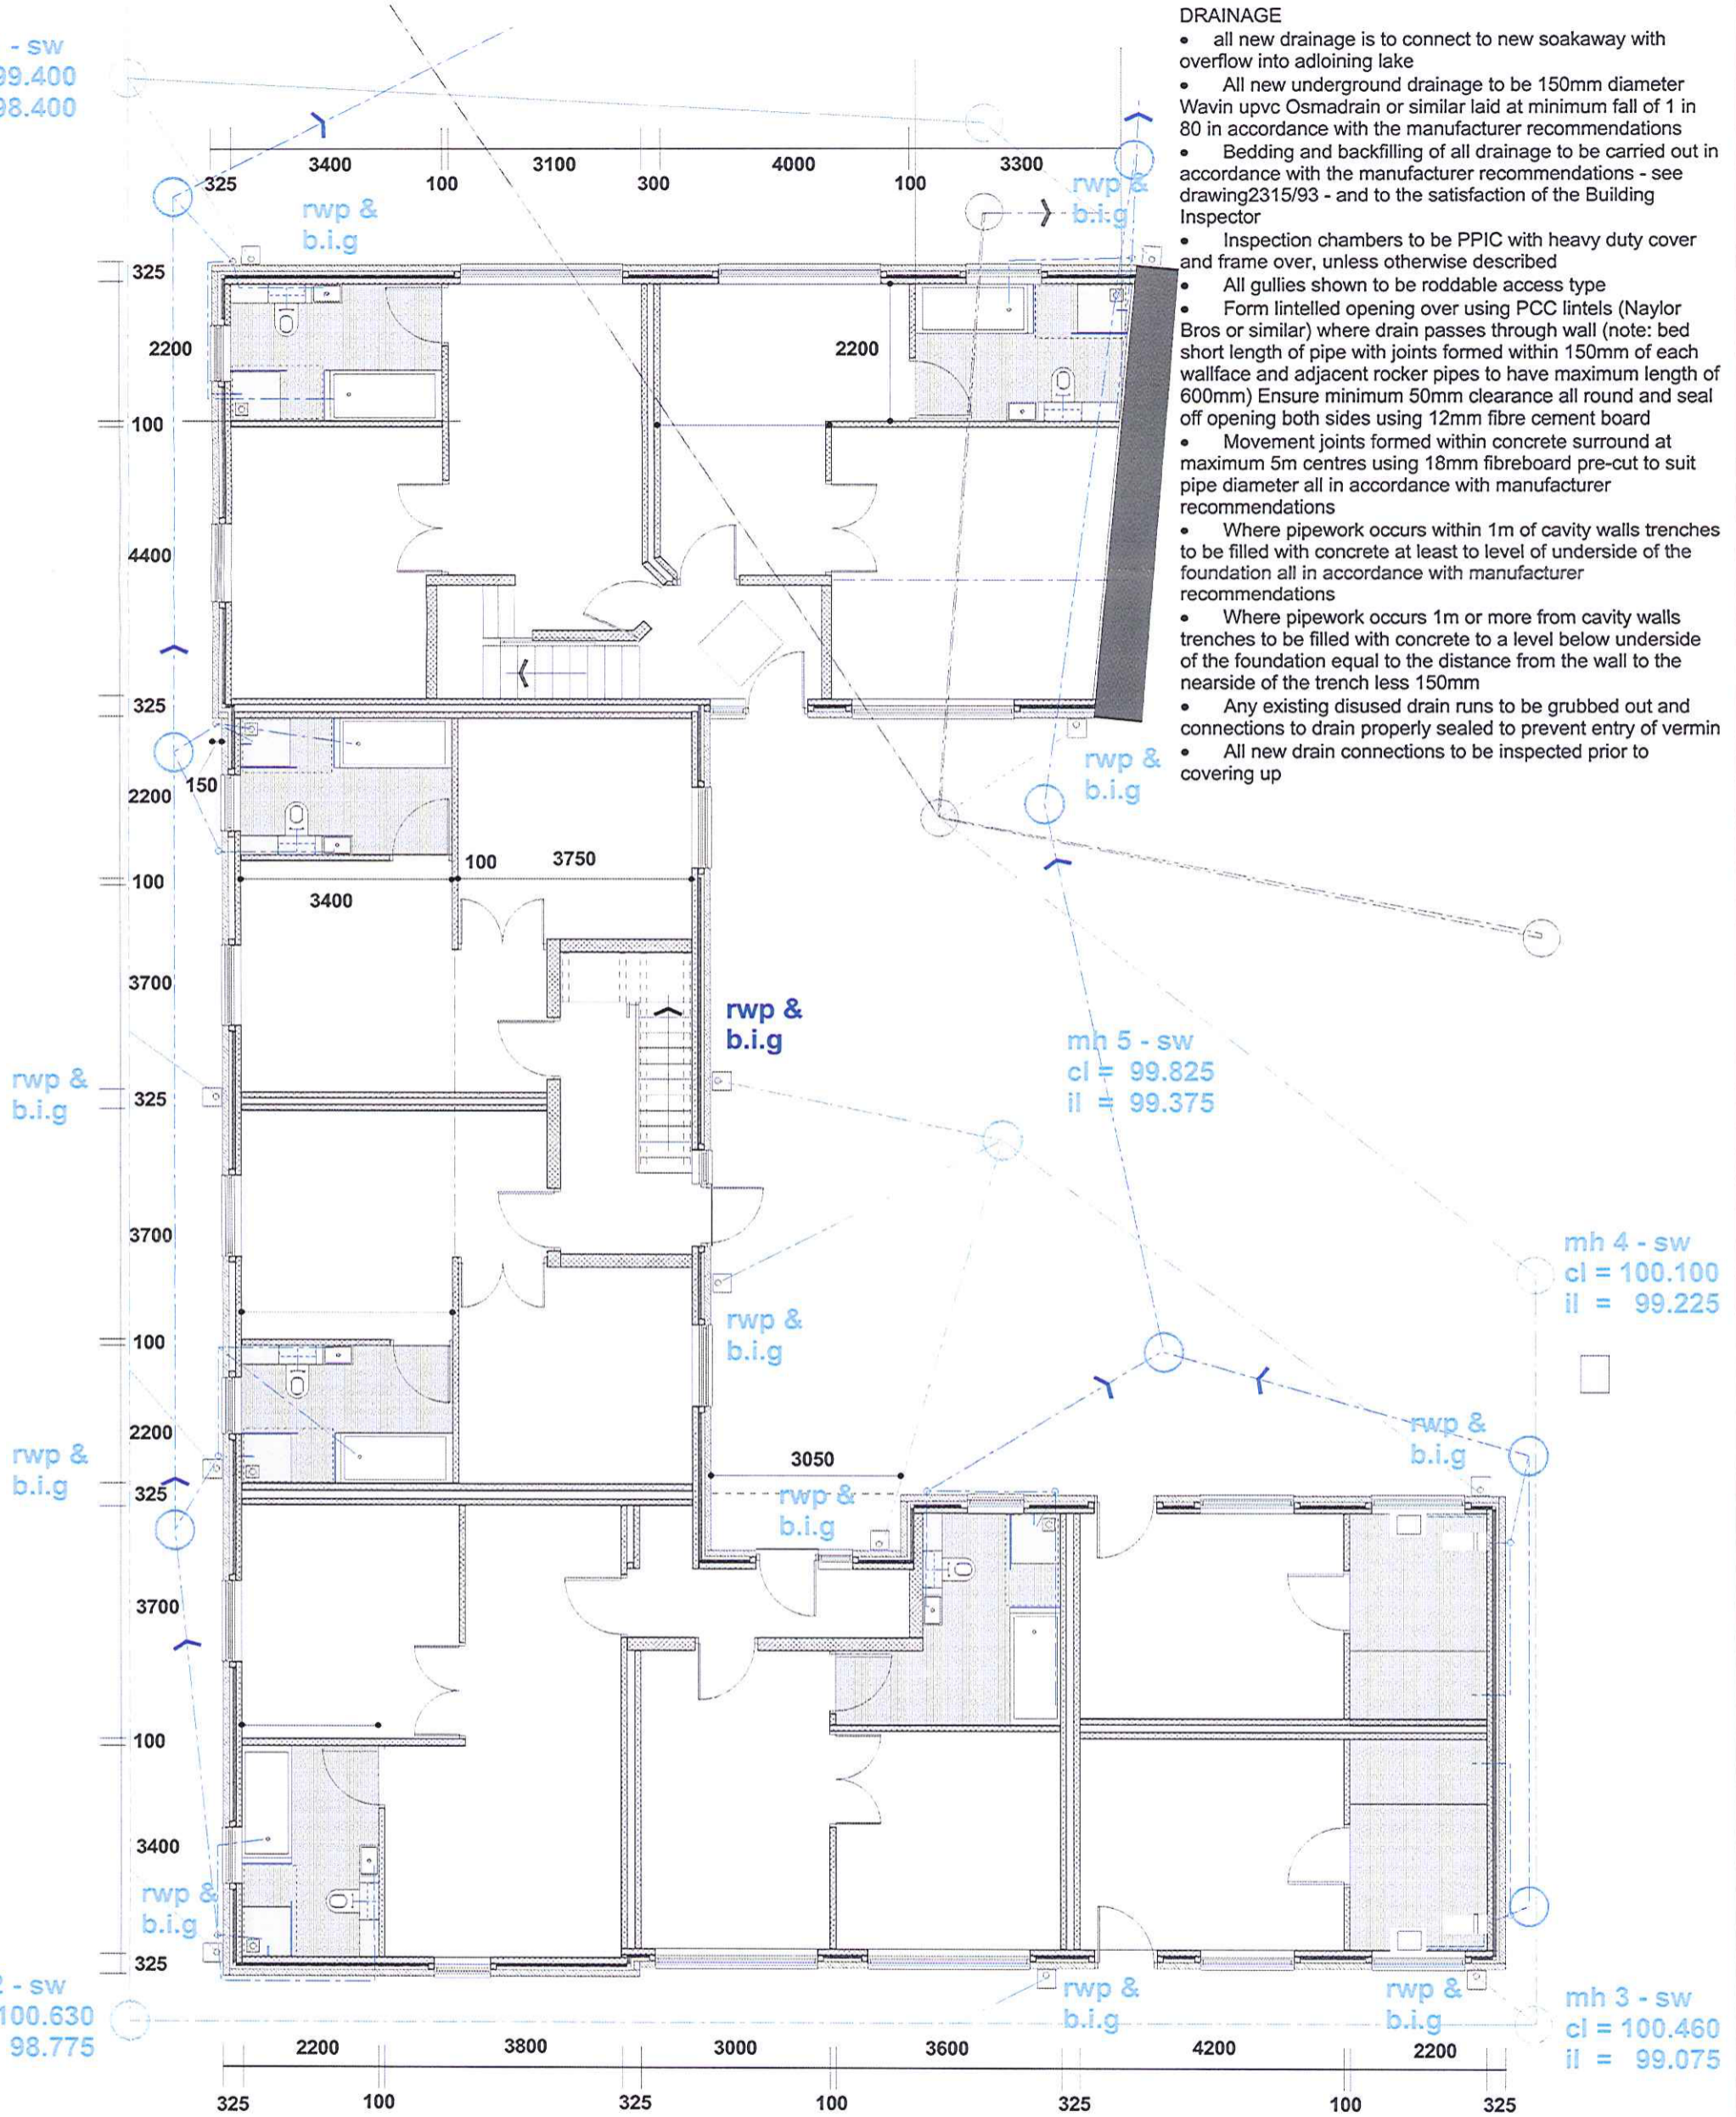 DRAINAGE
• all new drainage is to connect to new soakaway with
overflow into adloining lake
• All new underground drainage to be 150mm diameter
Wavin upvc Osmadrain or similar laid at minimum fall of 1 in
80 in accordance with the manufacturer recommendations
• Bedding and backfilling of all drainage to be carried out in
accordance with the manufacturer recommendations - see
drawing2315/93 - and to the satisfaction of the Building
Inspector
• Inspection chambers to be PPIC with heavy duty cover
and frame over, unless otherwise described
• All gullies shown to be roddable access type
• Form lintelled opening over using PCC lintels (Naylor
Bros or similar) where drain passes through wall (note: bed
short length of pipe with joints formed within 150mm of each
wallface and adjacent rocker pipes to have maximum length of
600mm) Ensure minimum 50mm clearance all round and seal
off opening both sides using 12mm fibre cement board
• Movement joints formed within concrete surround at
maximum 5m centres using 18mm fibreboard pre-cut to suit
pipe diameter all in accordance with manufacturer
recommendations
• Where pipework occurs within 1m of cavity walls trenches
to be filled with concrete at least to level of underside of the
foundation all in accordance with manufacturer
recommendations
• Where pipework occurs 1m or more from cavity walls
trenches to be filled with concrete to a level below underside
of the foundation equal to the distance from the wall to the
nearside of the trench less 150mm
• Any existing disused drain runs to be grubbed out and
connections to drain properly sealed to prevent entry of vermin
• All new drain connections to be inspected prior to
covering up
- sw
99.400
98.400
3400 3100 4000 3300
325 100 300 100
rwp &
b.i.g
rwp &
b.i.g
325
2200 2200
100
4400
325
rwp &
b.i.g
150
2200
100 3750
100
3400
3700
rwp &
b.i.g
mh 5 - sw
cl = 99.825
il = 99.375
rwp &
b.i.g
325
3700
mh 4 - sw
cl = 100.100
il = 99.225
rwp &
b.i.g
100
2200
rwp &
b.i.g
rwp &
b.i.g
3050
325
rwp &
b.i.g
3700
100
3400
rwp &
b.i.g
325
2 - sw
100.630
98.775
rwp &
b.i.g
rwp &
b.i.g
mh 3 - sw
cl = 100.460
il = 99.075
2200 3800 3000 3600 4200 2200
325 100 325 100 325 100 325